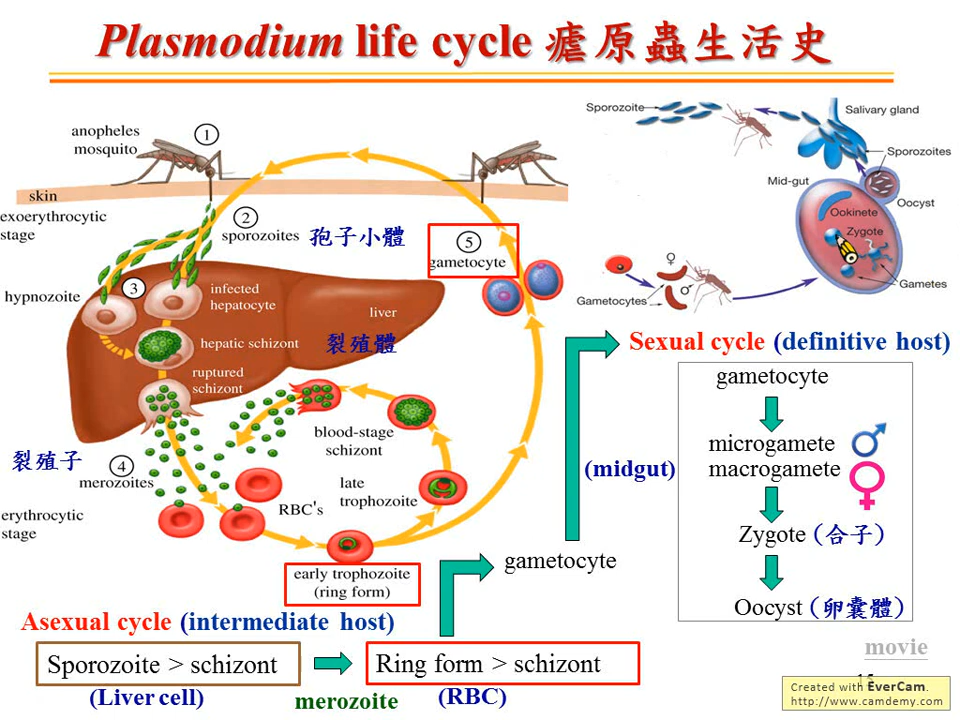 Plasmodium life cycle 瘧原蟲生活史
anopheles
mosquito
1
skin
exoerythrocytic
stage
2
sporozoites 孢子小體
hypnozoite
3
infected
hepatocyte
liver
hepatic schizont
裂殖體
ruptured
schizont
裂殖子
4
merozoites
erythrocytic
stage
RBC's
blood-stage
schizont
late
trophozoite
early trophozoite
(ring form)
5
gametocyte
Sporozoite
Salivary gland
Sporozoites
Mid-gut
Oocyst
Ookinete
Zygote
Gametes
Gametocytes
♀
♂
Sexual cycle (definitive host)
gametocyte
microgamete ♂
macrogamete ♀
(midgut)
Zygote (合子)
Oocyst (卵囊體)
gametocyte
Asexual cycle (intermediate host)
Sporozoite > schizont
(Liver cell)
merozoite
Ring form > schizont
(RBC)
movie
Created with EverCam.
http://www.camdemy.com